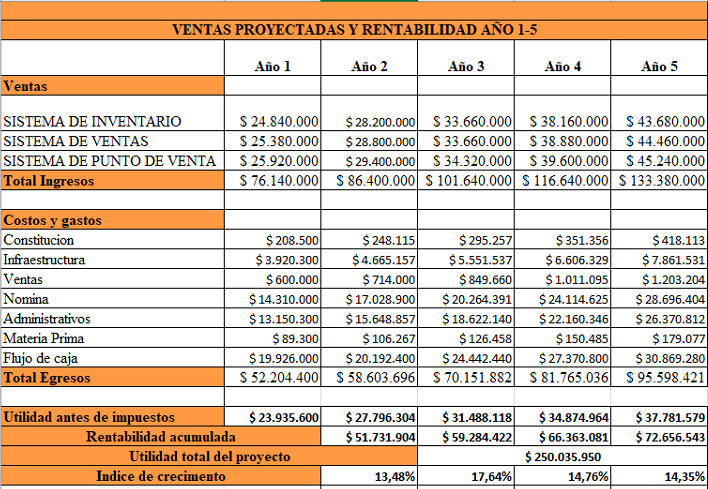 VENTAS PROYECTADAS Y RENTABILIDAD AÑO 1-5
Año 1 Año 2 Año 3 Año 4 Año 5
Ventas
SISTEMA DE INVENTARIO $ 24.840.000 $ 28.200.000 $ 33.660.000 $ 38.160.000 $ 43.680.000
SISTEMA DE VENTAS $ 25.380.000 $ 28.800.000 $ 33.660.000 $ 38.880.000 $ 44.460.000
SISTEMA DE PUNTO DE VENTA $ 25.920.000 $ 29.400.000 $ 34.320.000 $ 39.600.000 $ 45.240.000
Total Ingresos $ 76.140.000 $ 86.400.000 $ 101.640.000 $ 116.640.000 $ 133.380.000
Costos y gastos
Constitucion $ 208.500 $ 248.115 $ 295.257 $ 351.356 $ 418.113
Infraestructura $ 3.920.300 $ 4.665.157 $ 5.551.537 $ 6.606.329 $ 7.861.531
Ventas $ 600.000 $ 714.000 $ 849.660 $ 1.011.095 $ 1.203.204
Nomina $ 14.310.000 $ 17.028.900 $ 20.264.391 $ 24.114.625 $ 28.696.404
Administrativos $ 13.150.300 $ 15.648.857 $ 18.622.140 $ 22.160.346 $ 26.370.812
Materia Prima $ 89.300 $ 106.267 $ 126.458 $ 150.485 $ 179.077
Flujo de caja $ 19.926.000 $ 20.192.400 $ 24.442.440 $ 27.370.800 $ 30.869.280
Total Egresos $ 52.204.400 $ 58.603.696 $ 70.151.882 $ 81.765.036 $ 95.598.421
Utilidad antes de impuestos $ 23.935.600 $ 27.796.304 $ 31.488.118 $ 34.874.964 $ 37.781.579
Rentabilidad acumulada $ 51.731.904 $ 59.284.422 $ 66.363.081 $ 72.656.543
Utilidad total del proyecto $ 250.035.950
Indice de crecimento 13,48% 17,64% 14,76% 14,35%